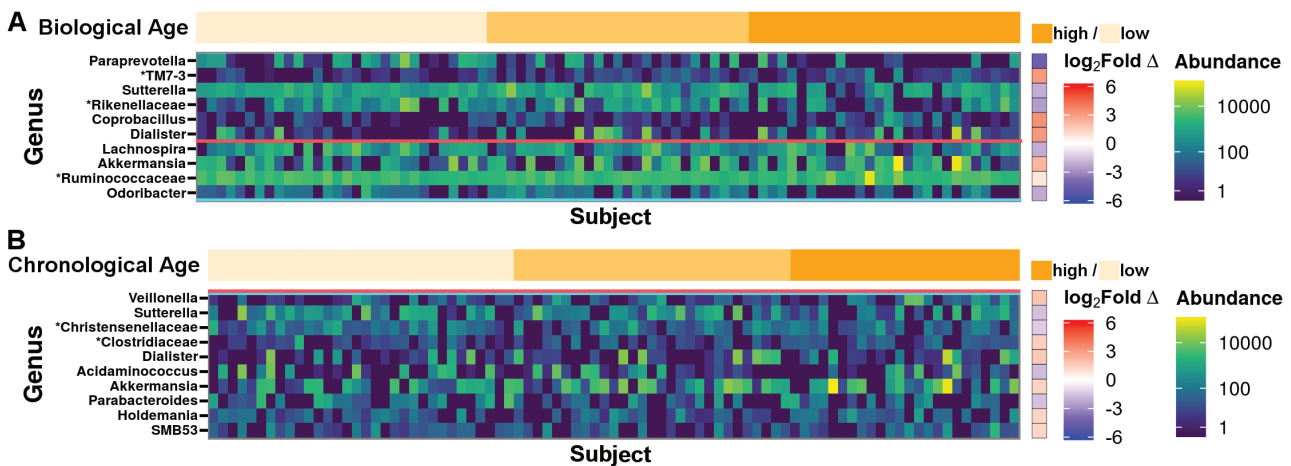 A Biological Age
high / low
Paraprevotella
*TM7-3
Sutterella
*Rikenellaceae
Coprobacillus
Dialister
Lachnospira
Akkermansia
*Ruminococcaceae
Odoribacter
Genus
Subject
log2Fold Δ
6
3
0
-3
-6
Abundance
10000
100
1
B
Chronological Age
high / low
Veillonella
Sutterella
*Christensenellaceae
*Clostridiaceae
Dialister
Acidaminococcus
Akkermansia
Parabacteroides
Holdemania
SMB53
Genus
Subject
log2Fold Δ
6
3
0
-3
-6
Abundance
10000
100
1